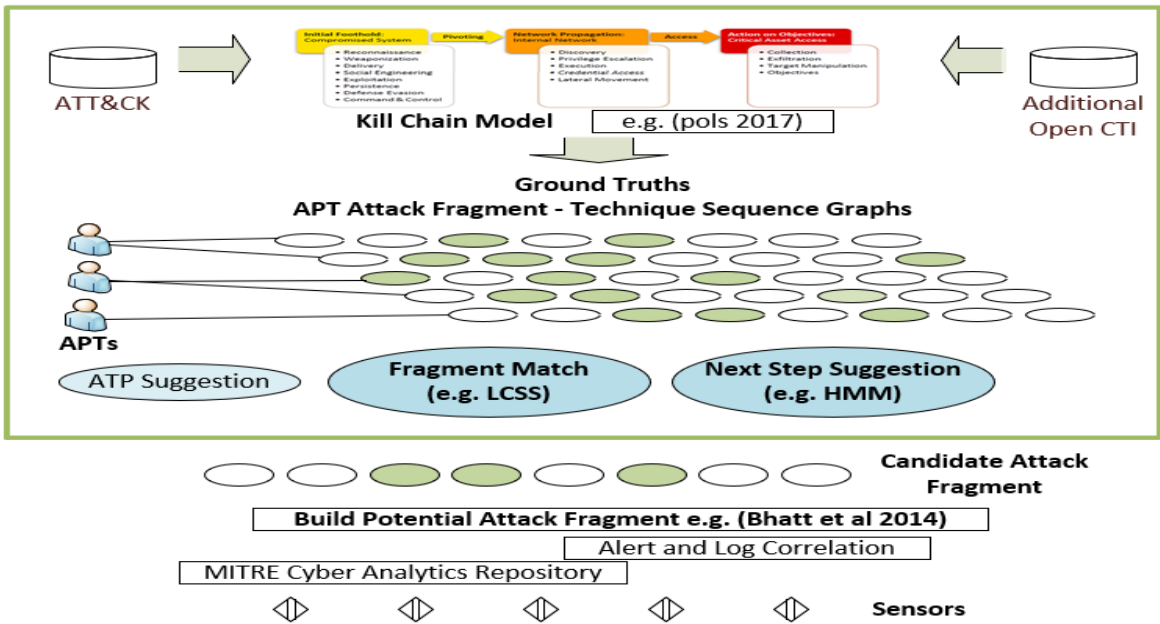 Initial Foothold:
Compromised System
Pivoting
Network Propagation:
Internal Network
Access
Action on Objectives:
Critical Asset Access
• Reconnaissance
• Weaponization
• Delivery
• Social Engineering
• Exploitation
• Persistence
• Defense Evasion
• Command & Control
• Discovery
• Privilege Escalation
• Execution
• Credential Access
• Lateral Movement
• Collection
• Exfiltration
• Target Manipulation
• Objectives
ATT&CK
Additional
Open CTI
Kill Chain Model
e.g. (pols 2017)
Ground Truths
APT Attack Fragment - Technique Sequence Graphs
APTs
ATP Suggestion
Fragment Match
(e.g. LCSS)
Next Step Suggestion
(e.g. HMM)
Candidate Attack
Fragment
Build Potential Attack Fragment e.g. (Bhatt et al 2014)
Alert and Log Correlation
MITRE Cyber Analytics Repository
Sensors